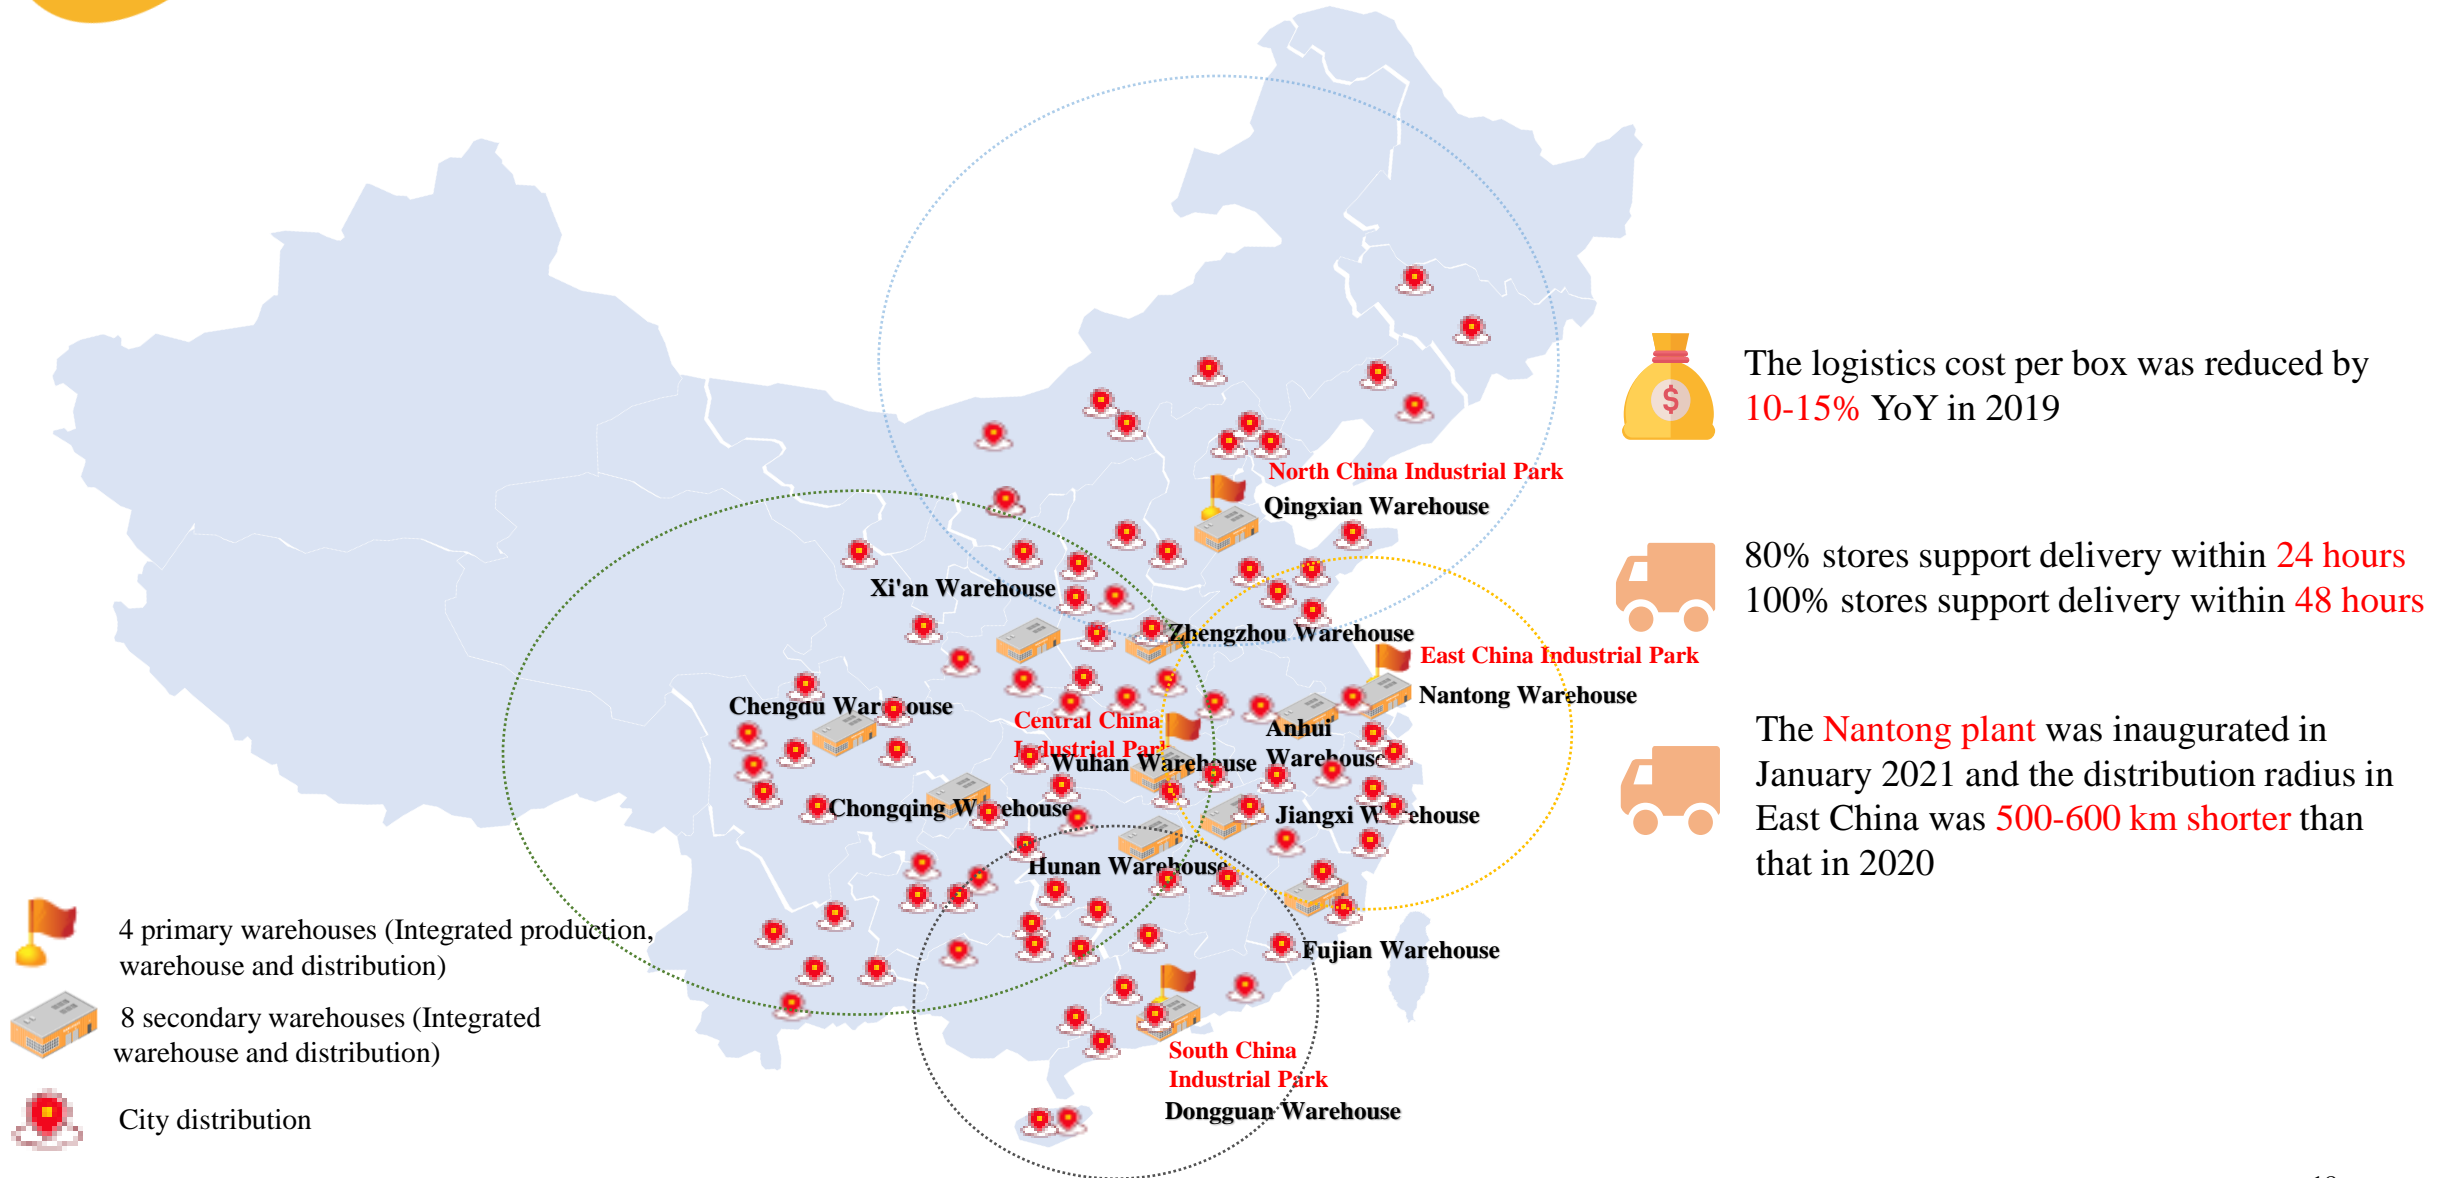 North China Industrial Park
Qingxian Warehouse
Xi'an Warehouse
Zhengzhou Warehouse
East China Industrial Park
Nantong Warehouse
Chengdu Warehouse
Central China
Industrial Park
Wuhan Warehouse
Anhui
Warehouse
Chongqing Warehouse
Jiangxi Warehouse
Hunan Warehouse
Fujian Warehouse
South China
Industrial Park
Dongguan Warehouse
The logistics cost per box was reduced by
10-15% YoY in 2019
80% stores support delivery within 24 hours
100% stores support delivery within 48 hours
The Nantong plant was inaugurated in
January 2021 and the distribution radius in
East China was 500-600 km shorter than
that in 2020
4 primary warehouses (Integrated production,
warehouse and distribution)
8 secondary warehouses (Integrated
warehouse and distribution)
City distribution